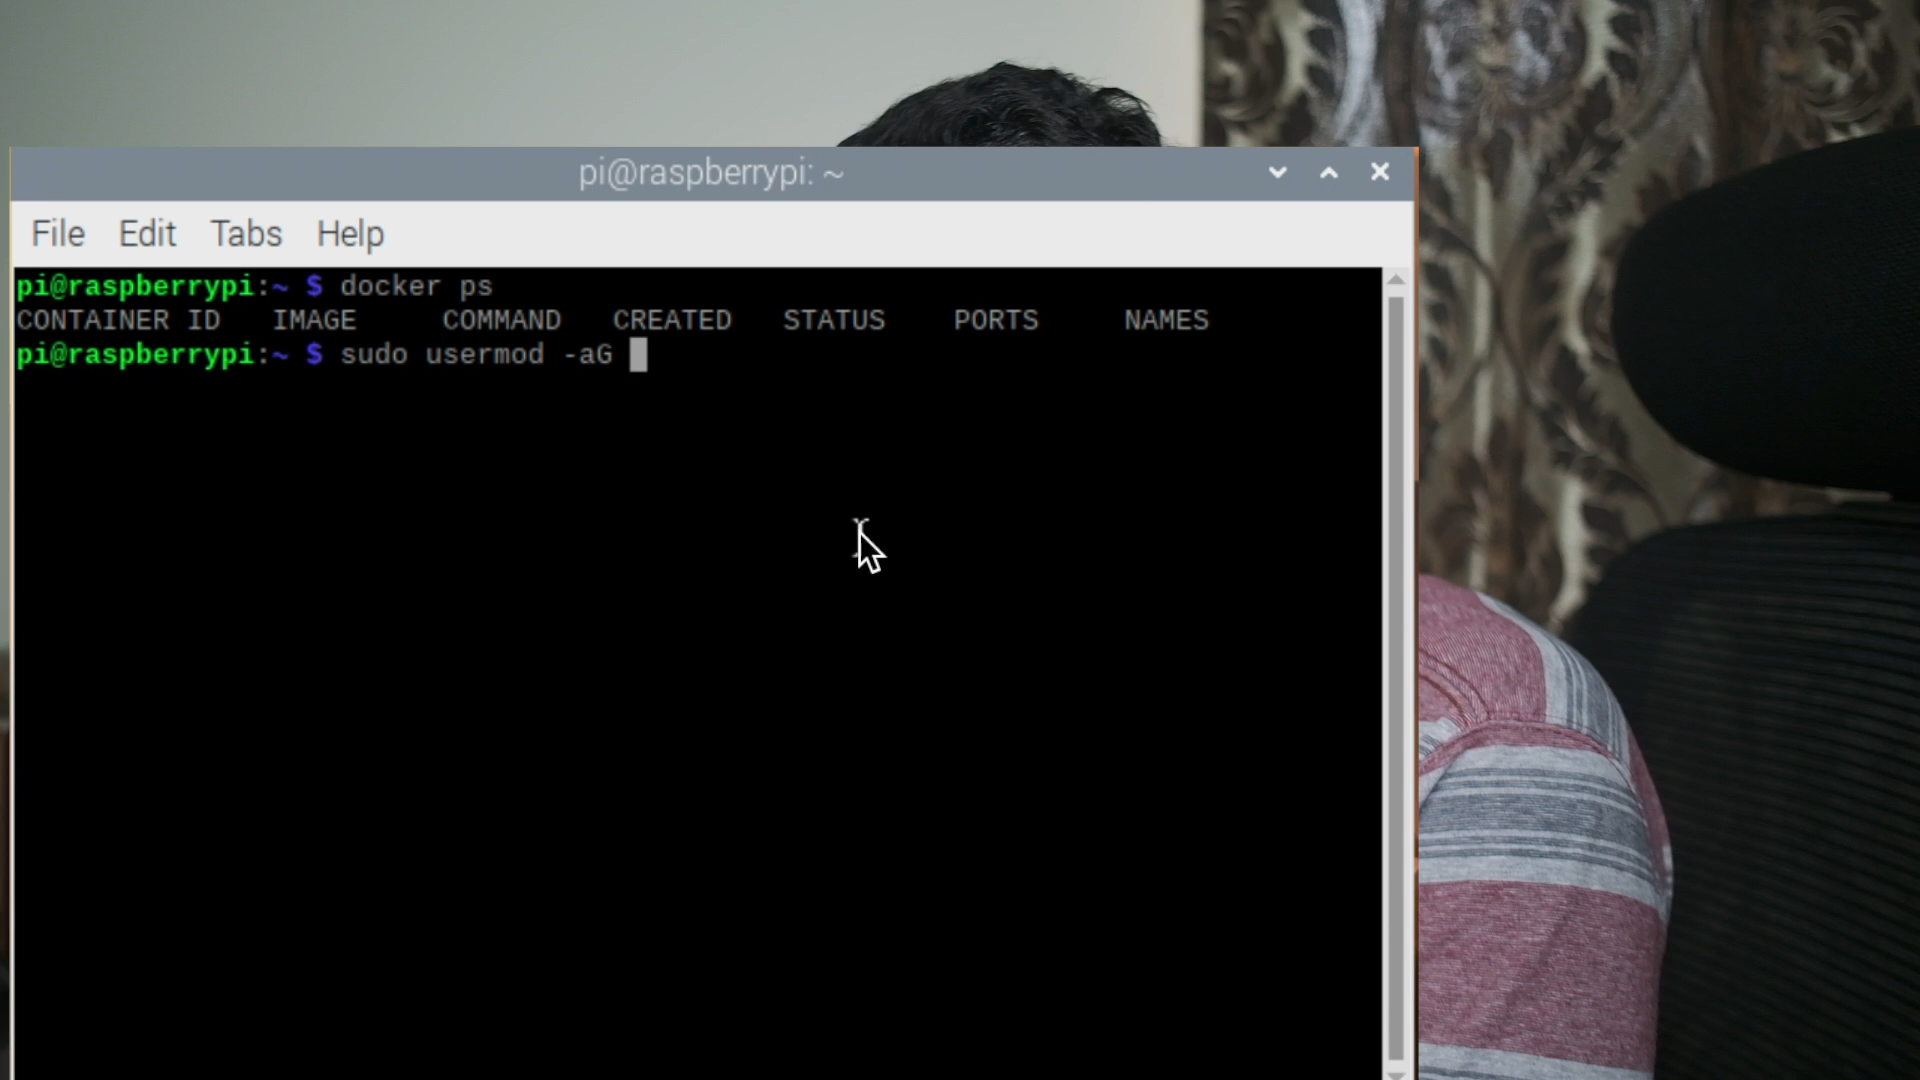 pi@raspberrypi: ~
File Edit Tabs Help
pi@raspberrypi:~ $ docker ps
CONTAINER ID IMAGE COMMAND CREATED STATUS PORTS NAMES
pi@raspberrypi:~ $ sudo usermod -aG